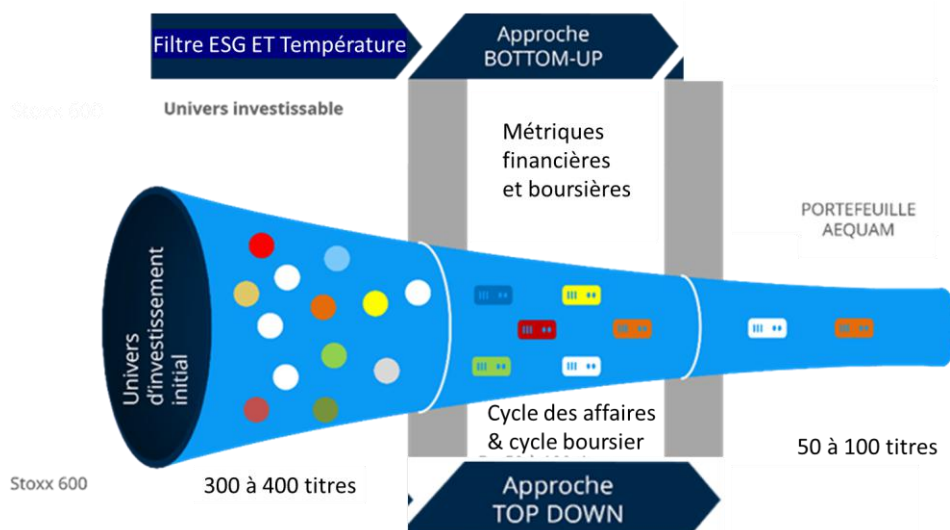 Filtre ESG ET Température
Approche
BOTTOM-UP
Stoxx 600
Univers investissable
Métriques
financières
et boursières
PORTEFEUILLE
AEQUAM
Univers
d'investissement
initial
Cycle des affaires
& cycle boursier
50 à 100 titres
Stoxx 600
300 à 400 titres
Approche
TOP DOWN